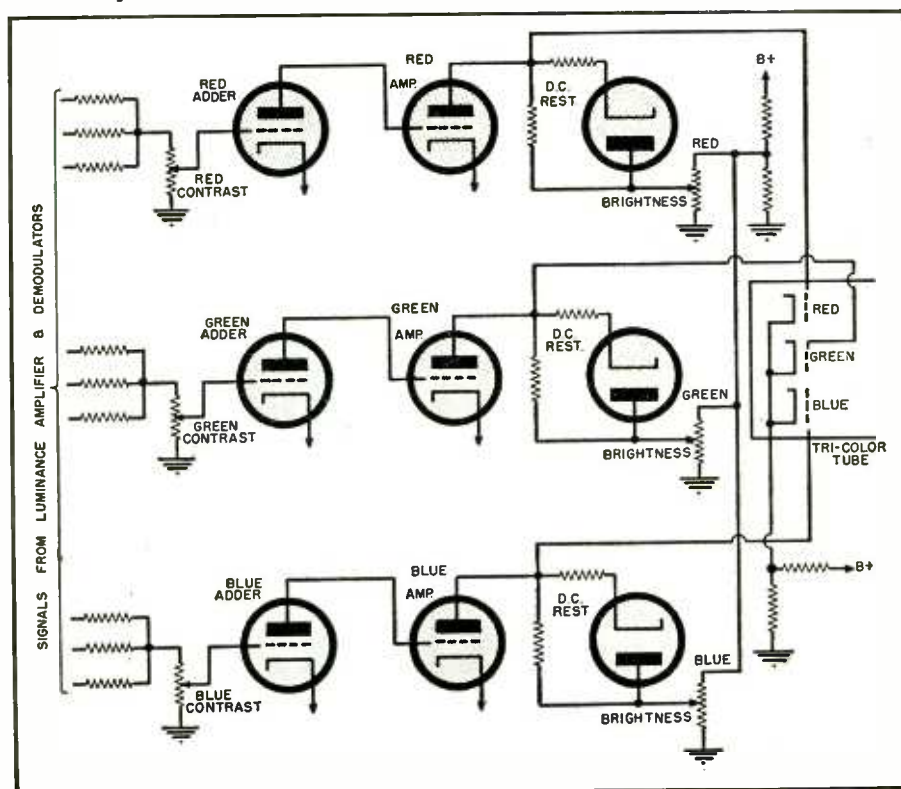 SIGNALS FROM LUMINANCE AMPLIFIER & DEMODULATORS
RED
ADDER
RED
AMP.
D.C.
REST.
RED
BRIGHTNESS
B+
RED
CONTRAST
GREEN
ADDER
GREEN
AMP.
D.C.
REST.
GREEN
BRIGHTNESS
GREEN
CONTRAST
RED
GREEN
BLUE
TRI-COLOR
TUBE
B+
BLUE
ADDER
BLUE
AMP.
D.C.
REST.
BLUE
BRIGHTNESS
BLUE
CONTRAST